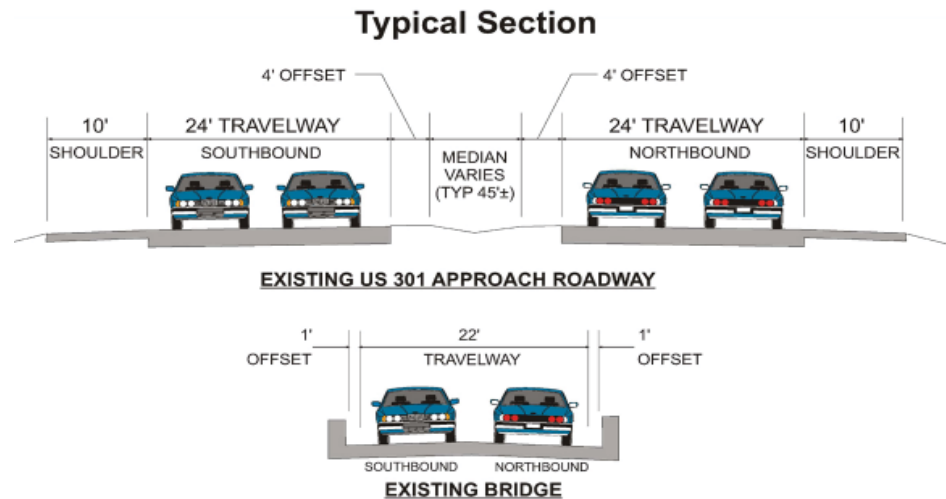 Typical Section
4' OFFSET
4' OFFSET
10'
24' TRAVELWAY
24' TRAVELWAY
10'
SHOULDER
SOUTHBOUND
MEDIAN
VARIES
(TYP 45'±)
NORTHBOUND
SHOULDER
EXISTING US 301 APPROACH ROADWAY
1'
22'
1'
OFFSET
TRAVELWAY
OFFSET
SOUTHBOUND
NORTHBOUND
EXISTING BRIDGE